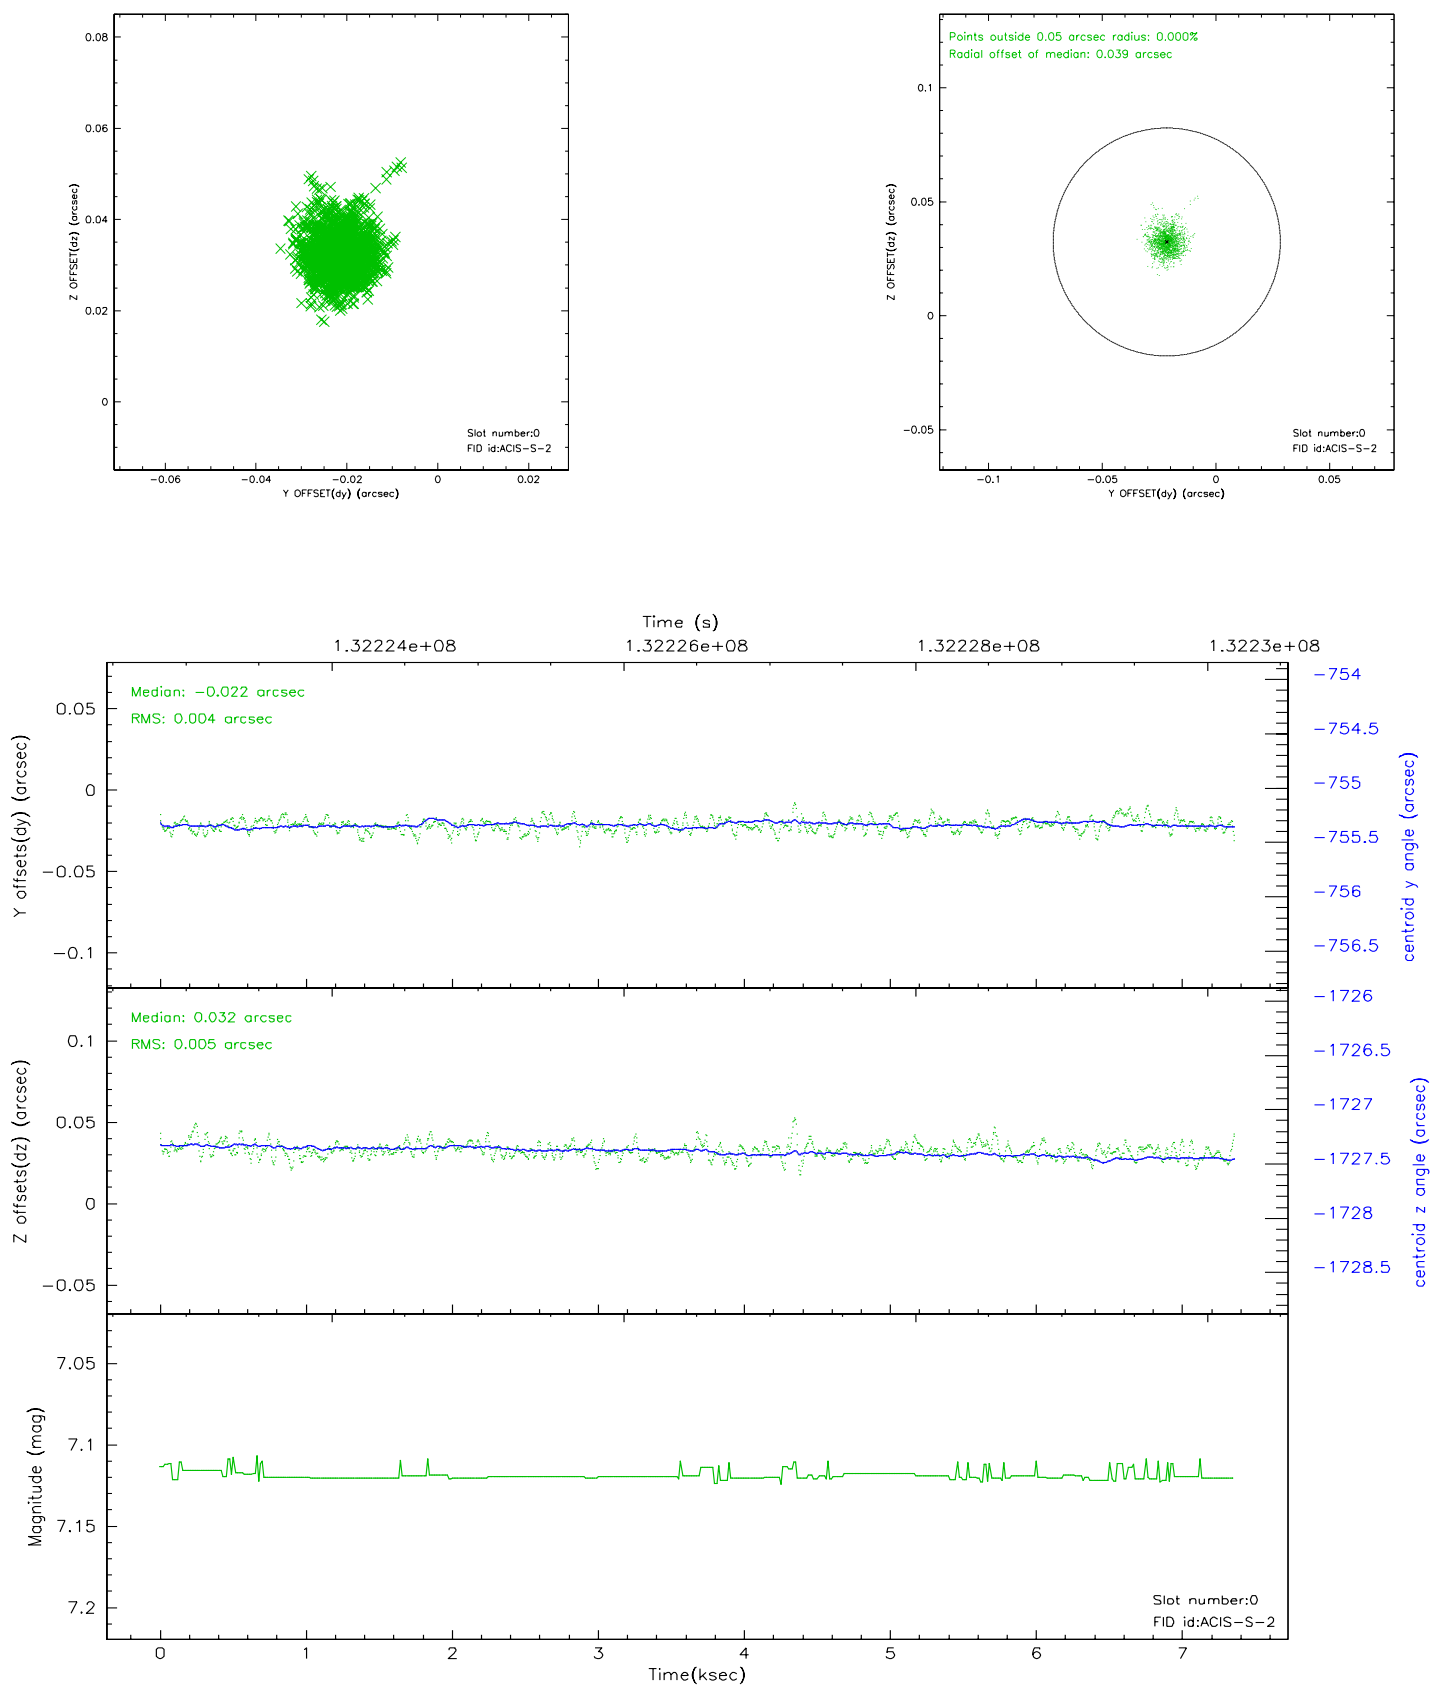 0.08
0.06
0.04
0.02
0
Z OFFSET(dz) (arcsec)
Slot number:0
FID id:ACIS-S-2
-0.06
-0.04
-0.02
0
0.02
Y OFFSET(dy) (arcsec)
Points outside 0.05 arcsec radius: 0.000%
Radial offset of median: 0.039 arcsec
0.1
0.05
0
-0.05
Z OFFSET(dz) (arcsec)
Slot number:0
FID id:ACIS-S-2
-0.1
-0.05
0
0.05
Y OFFSET(dy) (arcsec)
Time (s)
1.32224e+08
1.32226e+08
1.32228e+08
1.3223e+08
Median: -0.022 arcsec
RMS: 0.004 arcsec
0.05
0
-0.05
-0.1
Y offsets(dy) (arcsec)
-754
-754.5
-755
-755.5
-756
-756.5
centroid y angle (arcsec)
Median: 0.032 arcsec
RMS: 0.005 arcsec
0.1
0.05
0
-0.05
Z offsets(dz) (arcsec)
-1726
-1726.5
-1727
-1727.5
-1728
-1728.5
centroid z angle (arcsec)
7.05
7.1
7.15
7.2
Magnitude (mag)
Slot number:0
FID id:ACIS-S-2
0
1
2
3
4
5
6
7
Time(ksec)